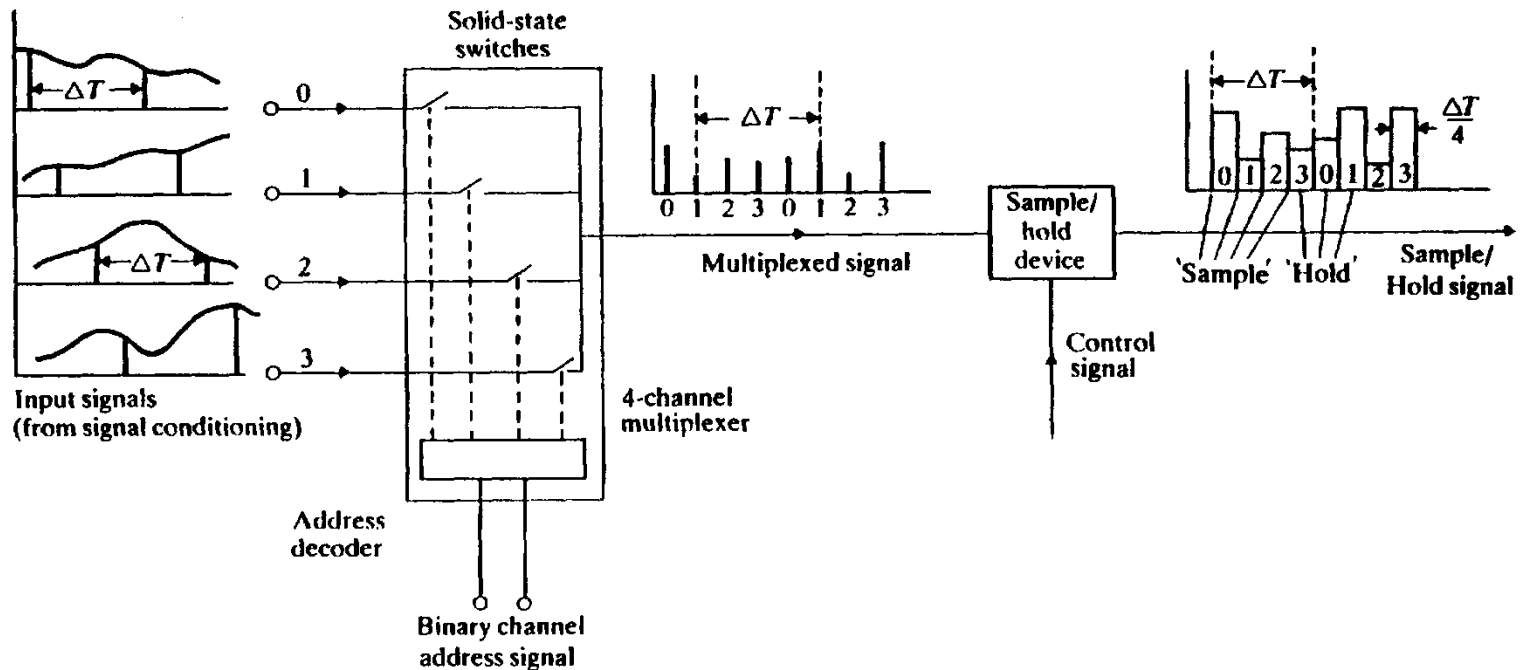 Solid-state
switches
ΔT
0
1
ΔT
2
3
Input signals
(from signal conditioning)
4-channel
multiplexer
Address
decoder
Binary channel
address signal
ΔT
0 1 2 3 0 1 2 3
Multiplexed signal
Sample/
hold
device
Control
signal
ΔT
ΔT
4
0 1 2 3 0 1 2 3
'Sample' 'Hold'
Sample/
Hold signal